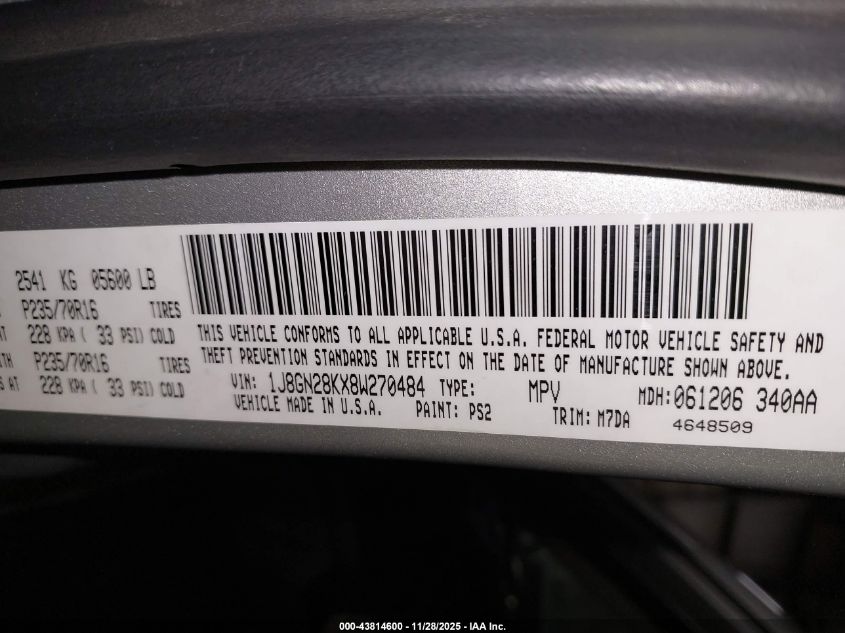 2541 KG 05600 LB
P235/70R16 TIRES
AT 228 KPA ( 33 PSI) COLD
TH P235/70R16 TIRES
S AT 228 KPA ( 33 PSI) COLD
THIS VEHICLE CONFORMS TO ALL APPLICABLE U.S.A. FEDERAL MOTOR VEHICLE SAFETY AND
THEFT PREVENTION STANDARDS IN EFFECT ON THE DATE OF MANUFACTURE SHOWN ABOVE.
VIN: 1J8GN28KX8W270484 TYPE: MPV MDH: 061206 340AA
VEHICLE MADE IN U.S.A. PAINT: PS2 TRIM: M7DA 4648509
000-43814600 - 11/28/2025 - IAA Inc.